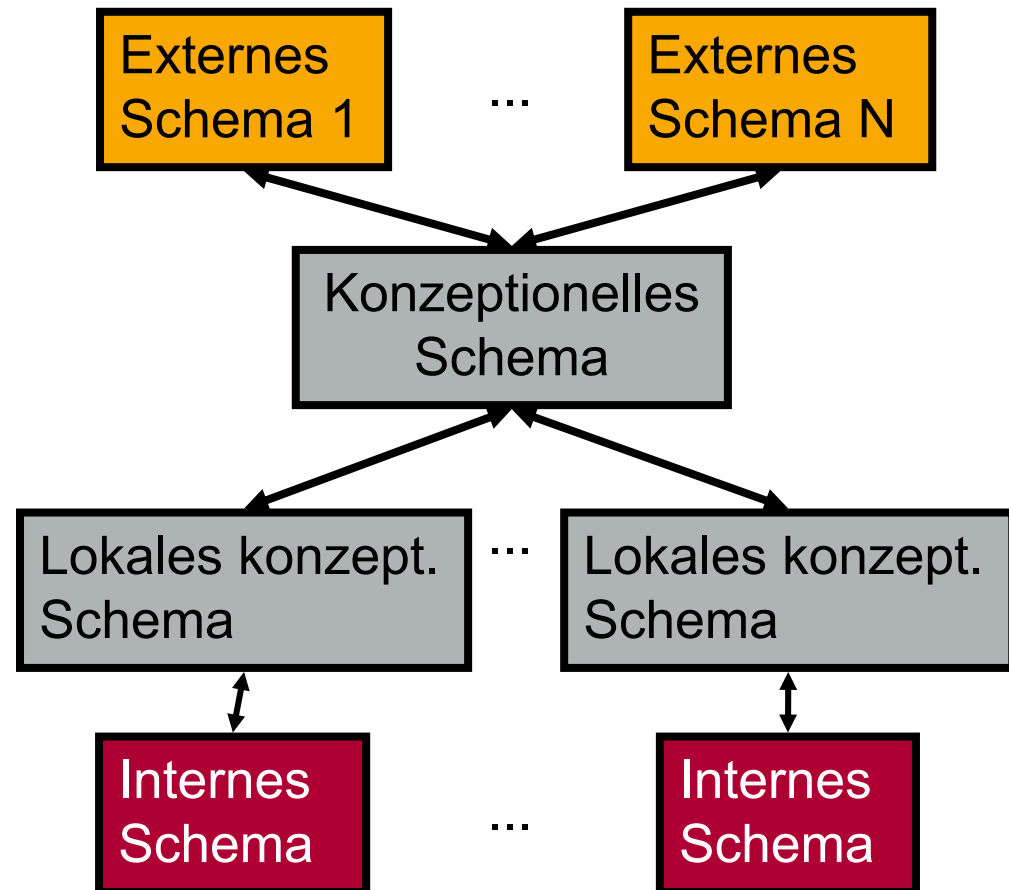 Externes
Schema 1
...
Externes
Schema N
Konzeptionelles
Schema
Lokales konzept.
Schema
...
Lokales konzept.
Schema
Internes
Schema
...
Internes
Schema